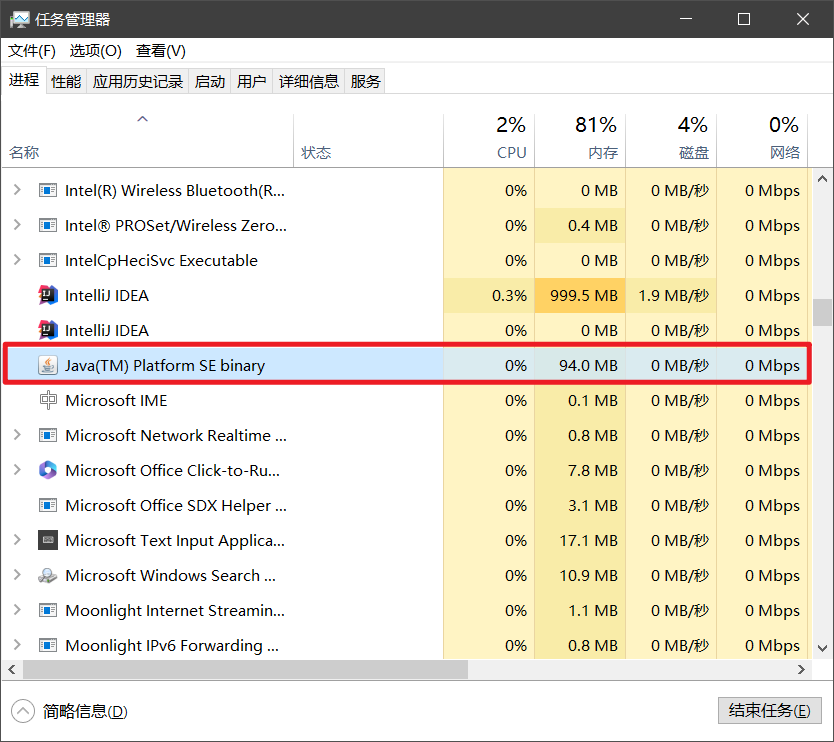 任务管理器
文件(F) 选项(O) 查看(V)
进程 性能 应用历史记录 启动 用户 详细信息 服务
2% 81% 4% 0%
名称 状态 CPU 内存 磁盘 网络
Intel(R) Wireless Bluetooth(R... 0% 0 MB 0 MB/秒 0 Mbps
Intel® PROSet/Wireless Zero... 0% 0.4 MB 0 MB/秒 0 Mbps
IntelCpHeciSvc Executable 0% 0 MB 0 MB/秒 0 Mbps
IntelliJ IDEA 0.3% 999.5 MB 1.9 MB/秒 0 Mbps
IntelliJ IDEA 0% 0 MB 0 MB/秒 0 Mbps
Java(TM) Platform SE binary 0% 94.0 MB 0 MB/秒 0 Mbps
Microsoft IME 0% 0.1 MB 0 MB/秒 0 Mbps
Microsoft Network Realtime ... 0% 0.8 MB 0 MB/秒 0 Mbps
Microsoft Office Click-to-Ru... 0% 7.8 MB 0 MB/秒 0 Mbps
Microsoft Office SDX Helper ... 0% 3.1 MB 0 MB/秒 0 Mbps
Microsoft Text Input Applica... 0% 17.1 MB 0 MB/秒 0 Mbps
Microsoft Windows Search ... 0% 10.9 MB 0 MB/秒 0 Mbps
Moonlight Internet Streamin... 0% 1.1 MB 0 MB/秒 0 Mbps
Moonlight IPv6 Forwarding ... 0% 0.8 MB 0 MB/秒 0 Mbps
简略信息(D) 结束任务(E)